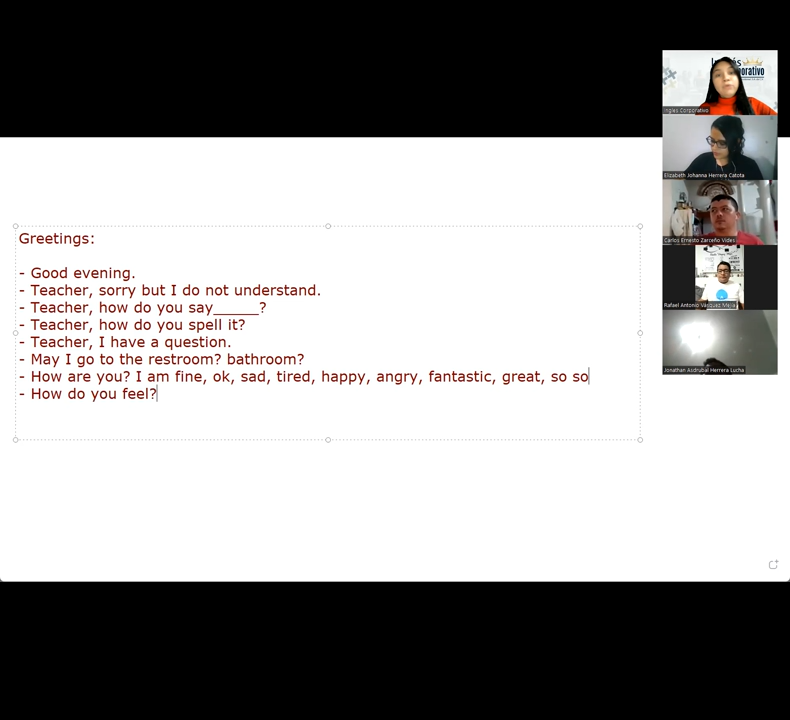 Greetings:
- Good evening.
- Teacher, sorry but I do not understand.
- Teacher, how do you say_____?
- Teacher, how do you spell it?
- Teacher, I have a question.
- May I go to the restroom? bathroom?
- How are you? I am fine, ok, sad, tired, happy, angry, fantastic, great, so so
- How do you feel?
Inglés Corporativo
Elizabeth Johanna Herrera Catota
Carlos Ernesto Zarceño Vides
Rafael Antonio Vasquez Mejia
Jonathan Asdrubal Herrera Lucha